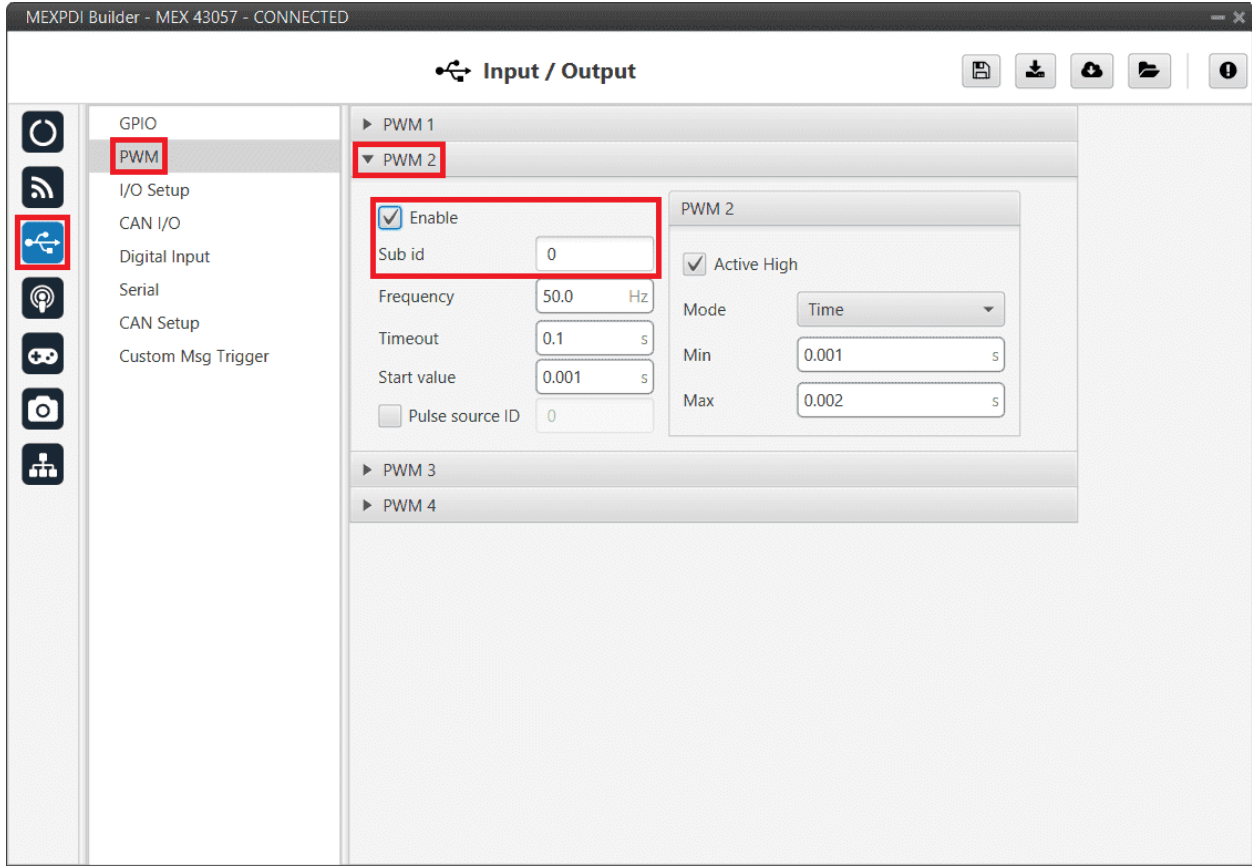 MEXPDI Builder - MEX 43057 - CONNECTED
Input / Output
GPIO
PWM
I/O Setup
CAN I/O
Digital Input
Serial
CAN Setup
Custom Msg Trigger
PWM 1
PWM 2
Enable
Sub id 0
Frequency 50.0 Hz
Timeout 0.1 s
Start value 0.001 s
Pulse source ID 0
PWM 2
Active High
Mode Time
Min 0.001 s
Max 0.002 s
PWM 3
PWM 4